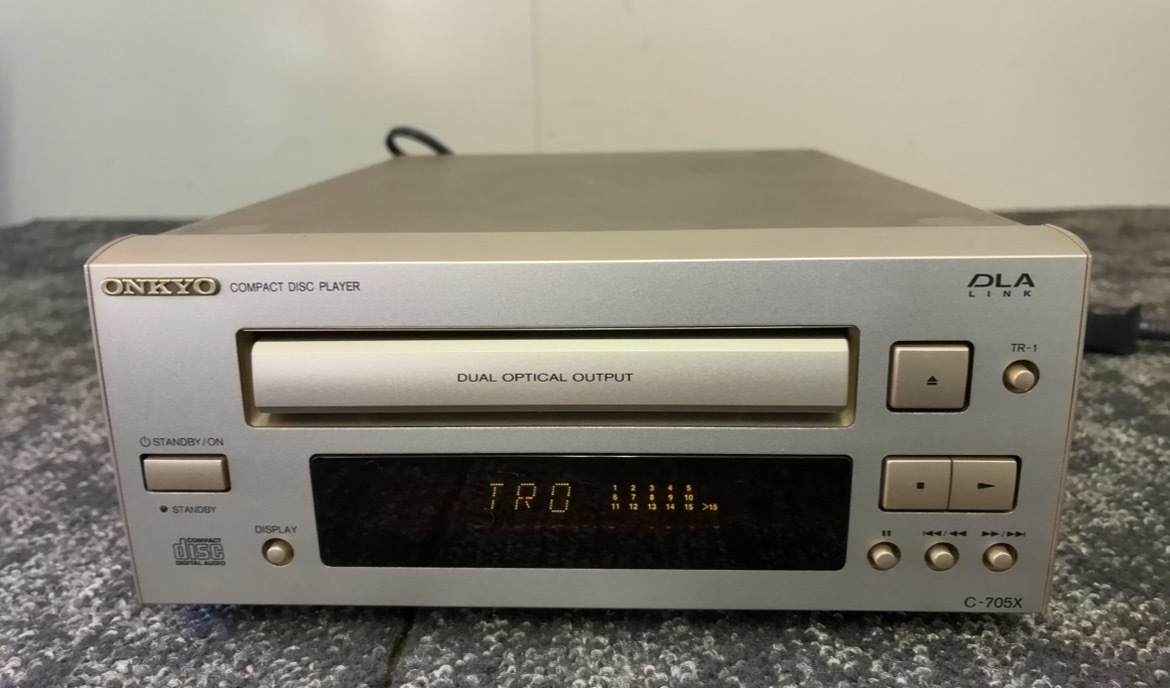 ONKYO COMPACT DISC PLAYER
DLA
LINK
TR-1
DUAL OPTICAL OUTPUT
STANDBY/ON
STANDBY
DISPLAY
TRO
1 2 3 4 5
6 7 8 9 10
11 12 13 14 15 >15
COMPACT
disc
DIGITAL AUDIO
C-705X